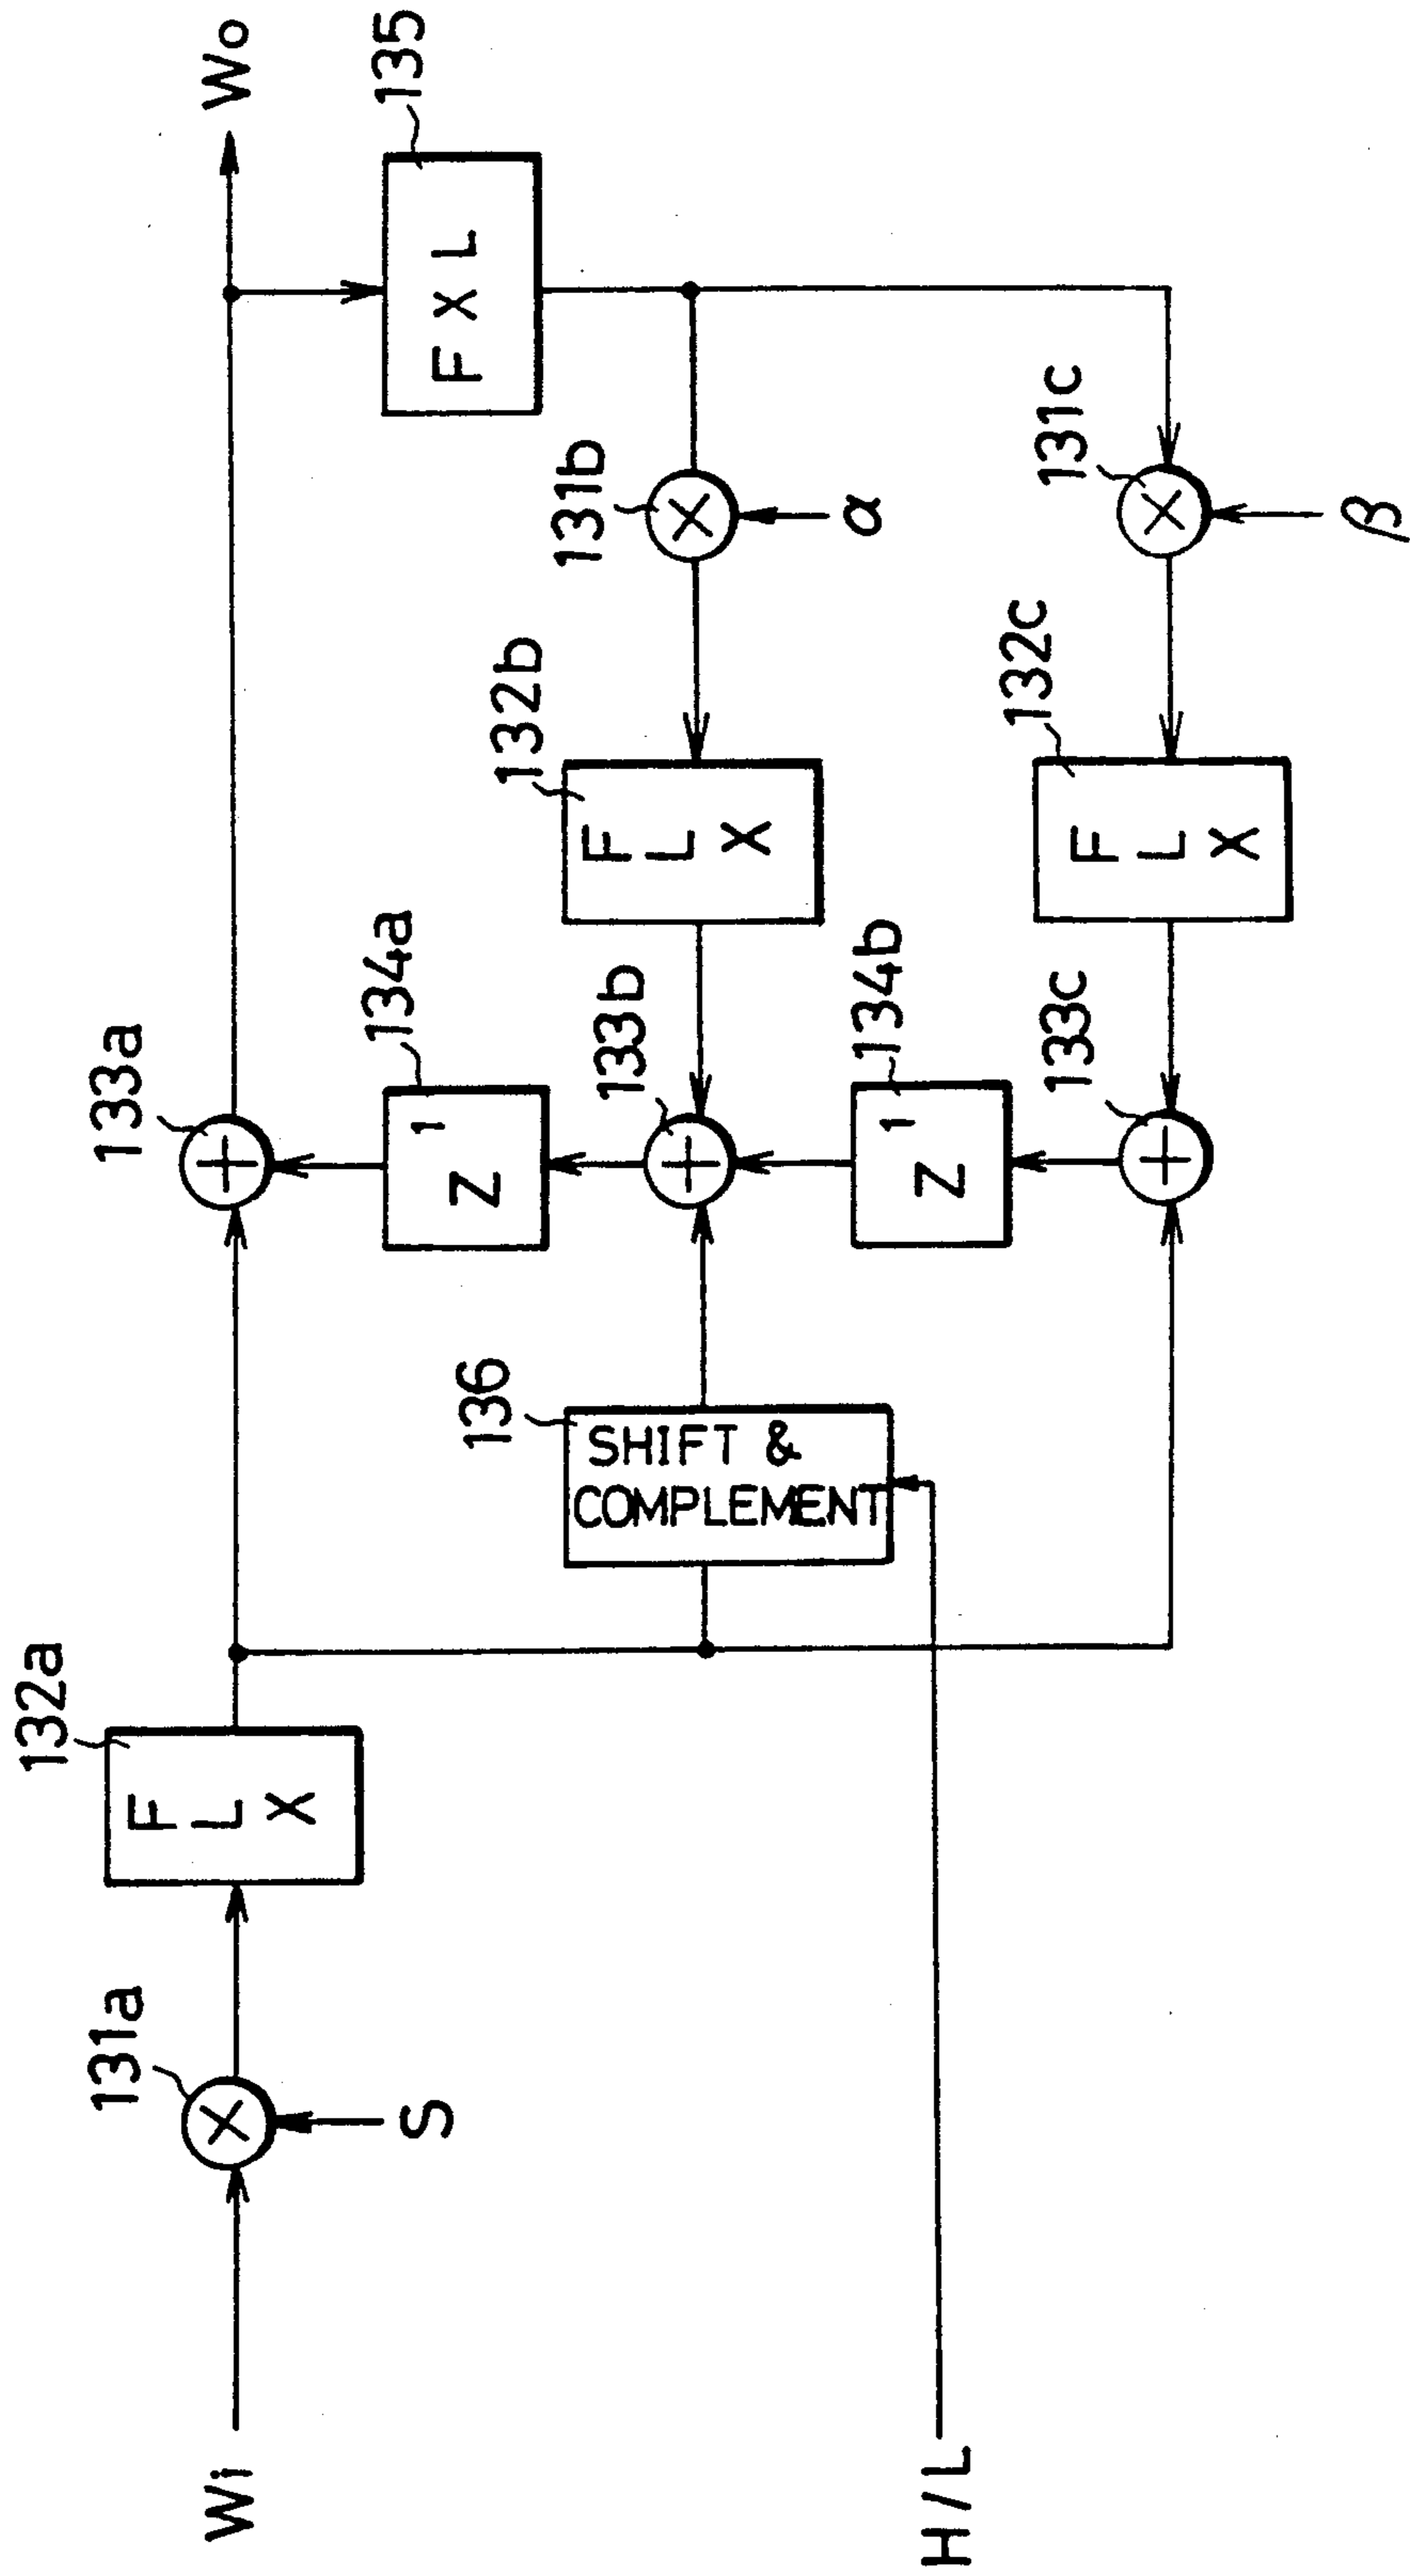 132a
131a
133a
Wi
F
L
X
Wo
S
134a
135
Z 1
F X L
136
132b
131b
133b
SHIFT &
COMPLEMENT
F
L
X
α
134b
Z 1
H/L
132c
131c
133c
F
L
X
β